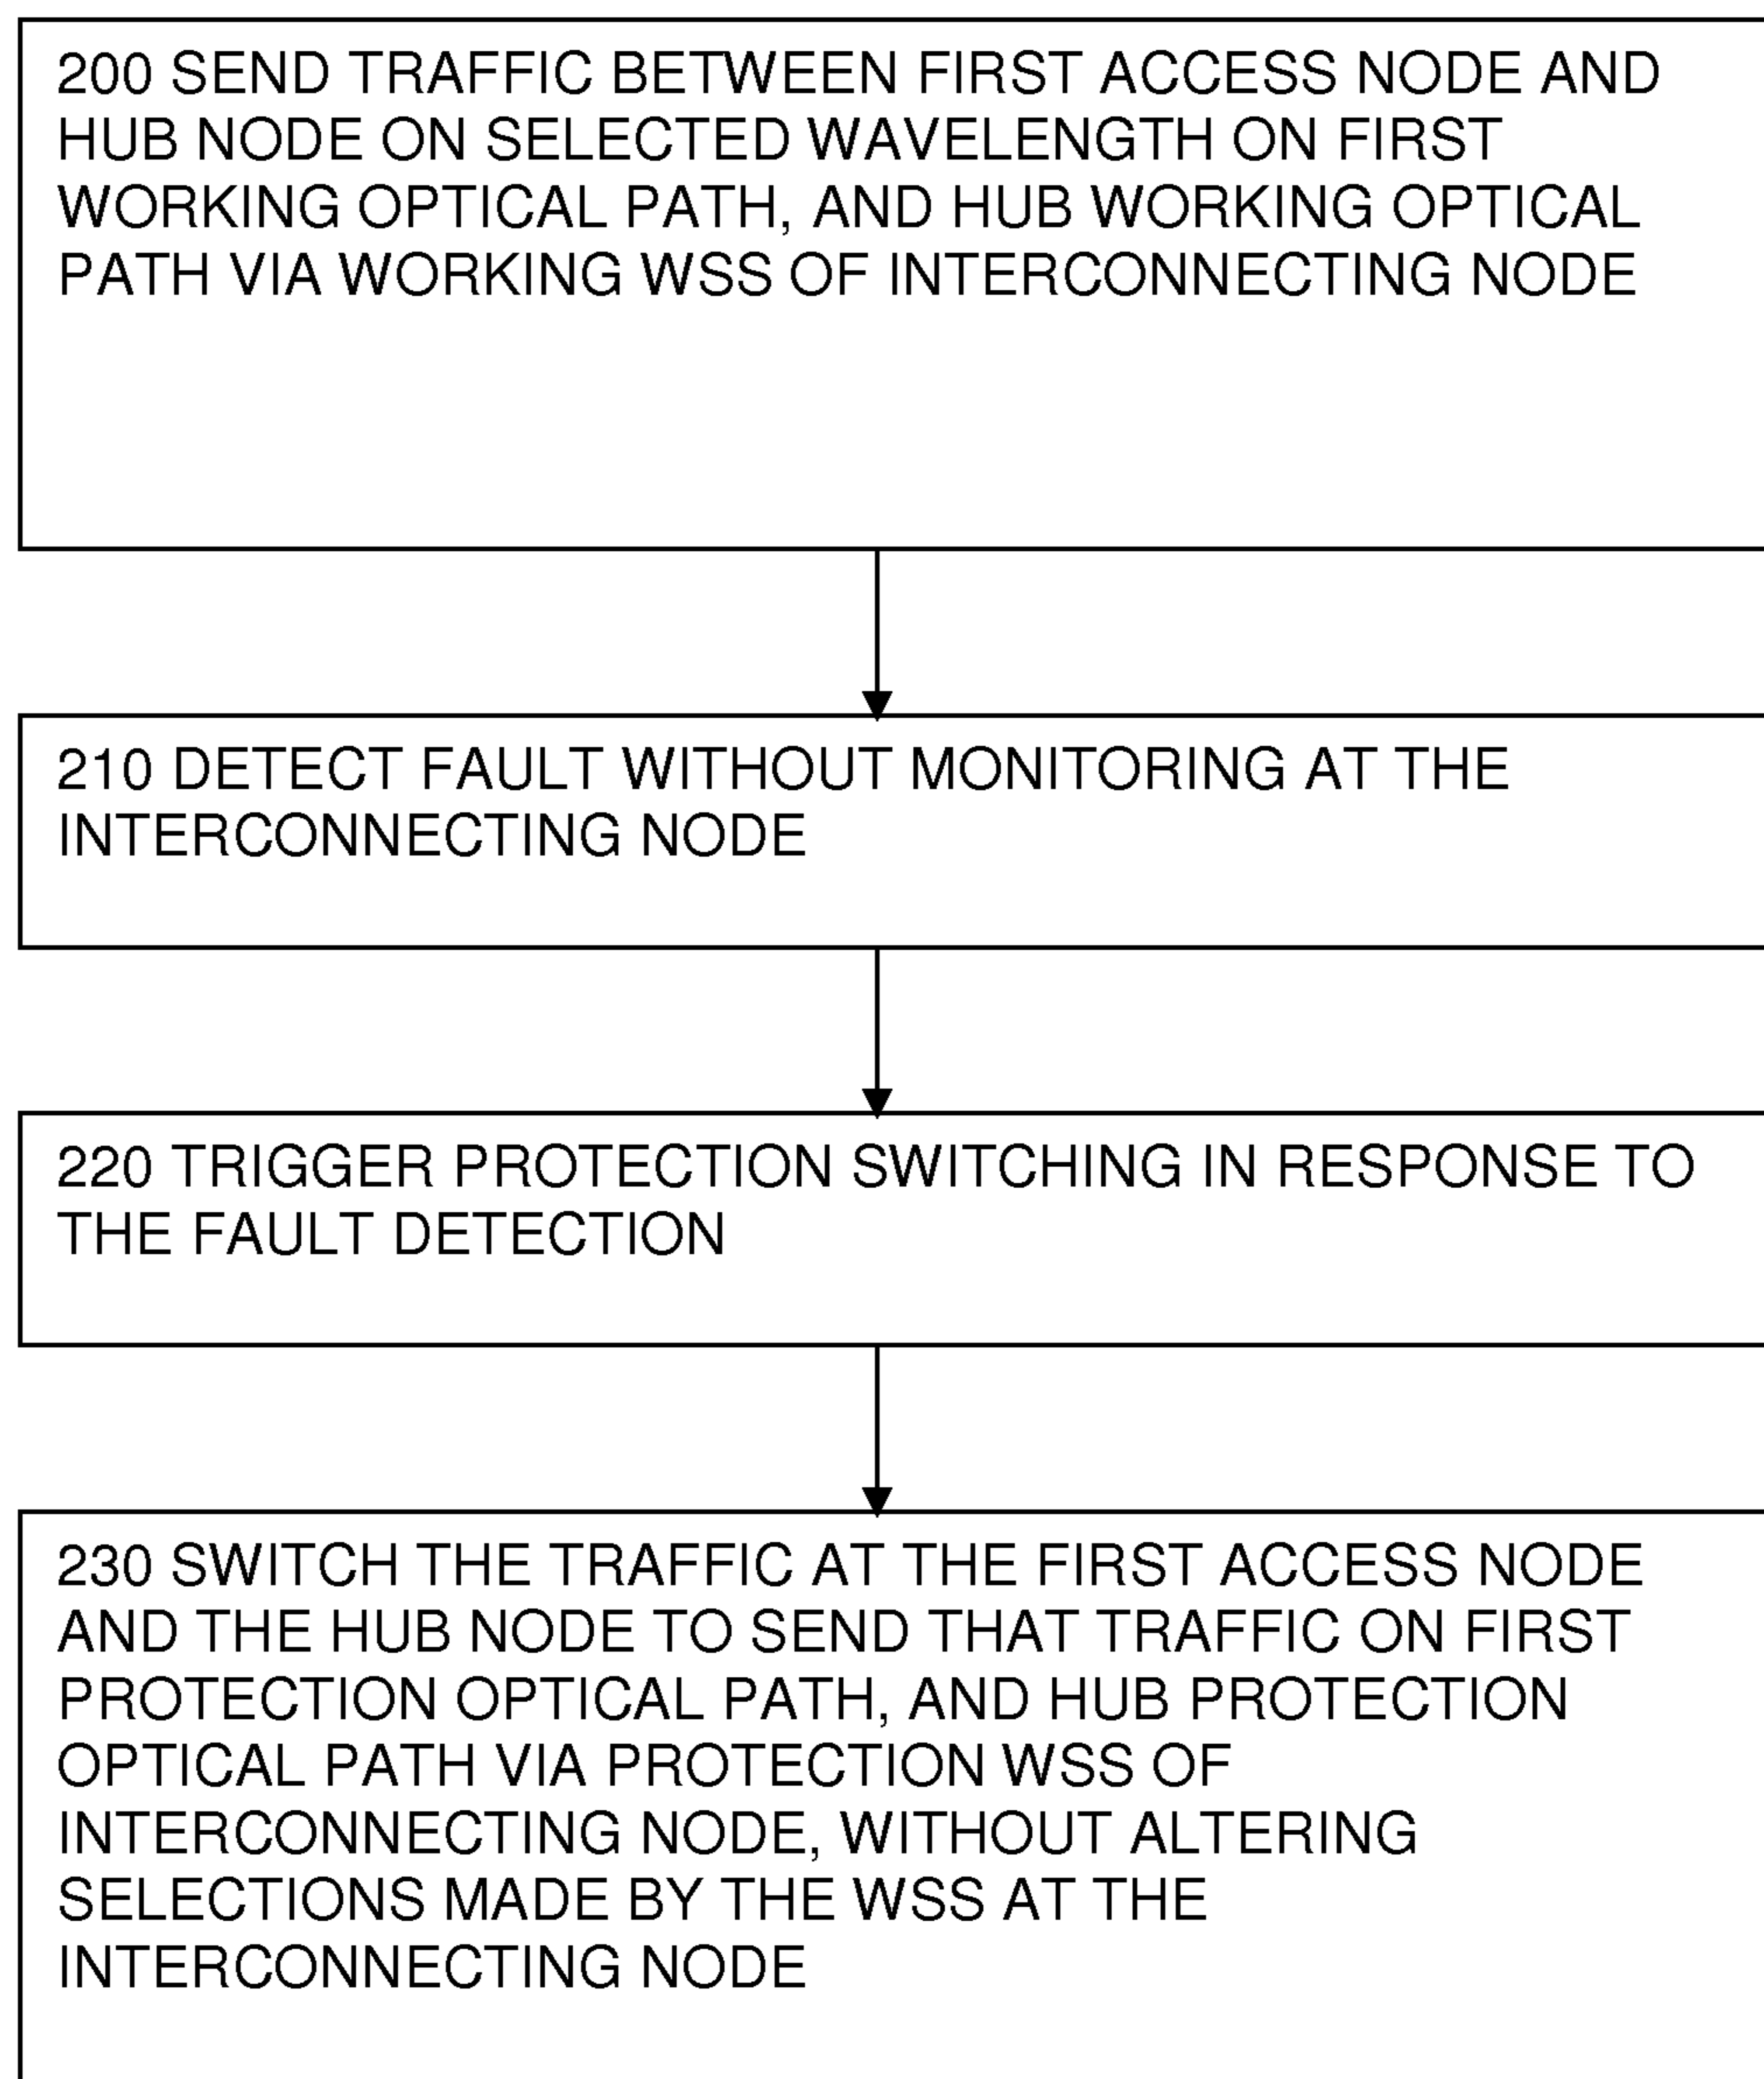 200 SEND TRAFFIC BETWEEN FIRST ACCESS NODE AND
HUB NODE ON SELECTED WAVELENGTH ON FIRST
WORKING OPTICAL PATH, AND HUB WORKING OPTICAL
PATH VIA WORKING WSS OF INTERCONNECTING NODE
210 DETECT FAULT WITHOUT MONITORING AT THE
INTERCONNECTING NODE
220 TRIGGER PROTECTION SWITCHING IN RESPONSE TO
THE FAULT DETECTION
230 SWITCH THE TRAFFIC AT THE FIRST ACCESS NODE
AND THE HUB NODE TO SEND THAT TRAFFIC ON FIRST
PROTECTION OPTICAL PATH, AND HUB PROTECTION
OPTICAL PATH VIA PROTECTION WSS OF
INTERCONNECTING NODE, WITHOUT ALTERING
SELECTIONS MADE BY THE WSS AT THE
INTERCONNECTING NODE